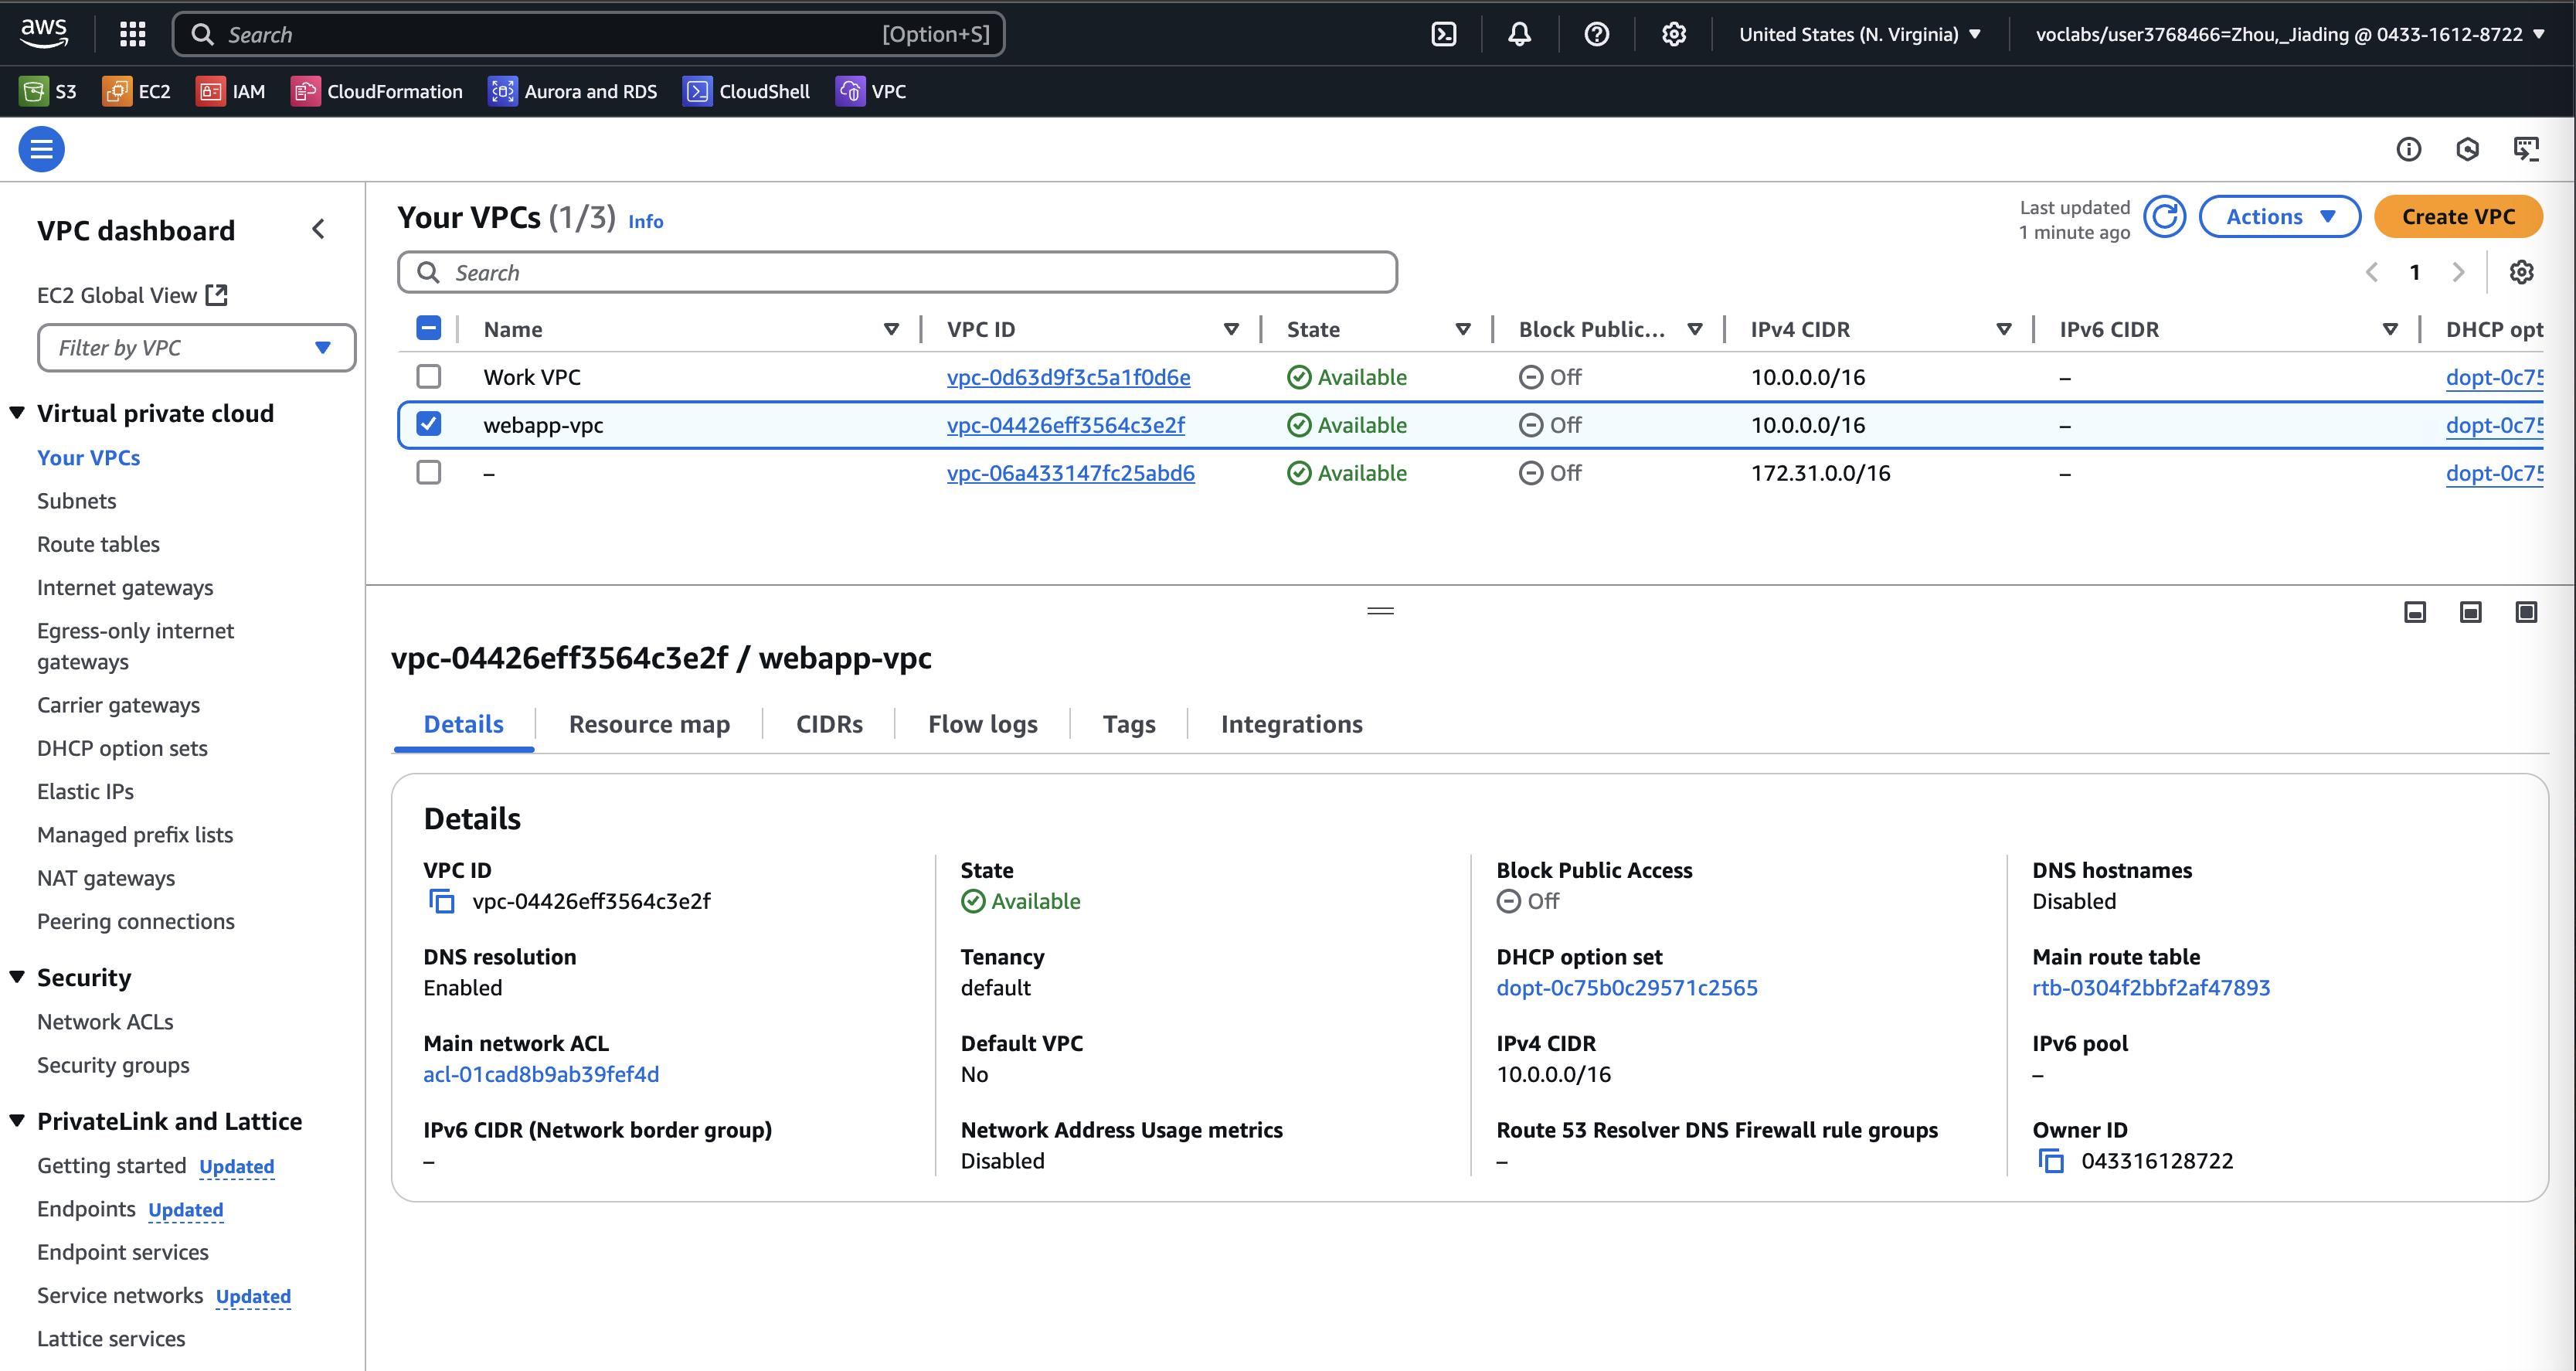 aws
Search [Option+S]
United States (N. Virginia)
voclabs/user3768466=Zhou,_Jiading @ 0433-1612-8722
S3 EC2 IAM CloudFormation Aurora and RDS CloudShell VPC
VPC dashboard
EC2 Global View
Filter by VPC
Virtual private cloud
Your VPCs
Subnets
Route tables
Internet gateways
Egress-only internet
gateways
Carrier gateways
DHCP option sets
Elastic IPs
Managed prefix lists
NAT gateways
Peering connections
Security
Network ACLs
Security groups
PrivateLink and Lattice
Getting started Updated
Endpoints Updated
Endpoint services
Service networks Updated
Lattice services
Your VPCs (1/3) Info
Last updated
1 minute ago
Actions
Create VPC
Search
1
Name VPC ID State Block Public... IPv4 CIDR IPv6 CIDR DHCP opt
Work VPC vpc-0d63d9f3c5a1f0d6e Available Off 10.0.0.0/16 – dopt-0c75
webapp-vpc vpc-04426eff3564c3e2f Available Off 10.0.0.0/16 – dopt-0c75
– vpc-06a433147fc25abd6 Available Off 172.31.0.0/16 – dopt-0c75
vpc-04426eff3564c3e2f / webapp-vpc
Details Resource map CIDRs Flow logs Tags Integrations
Details
VPC ID
vpc-04426eff3564c3e2f
State
Available
Block Public Access
Off
DNS hostnames
Disabled
DNS resolution
Enabled
Tenancy
default
DHCP option set
dopt-0c75b0c29571c2565
Main route table
rtb-0304f2bbf2af47893
Main network ACL
acl-01cad8b9ab39fef4d
Default VPC
No
IPv4 CIDR
10.0.0.0/16
IPv6 pool
–
IPv6 CIDR (Network border group)
–
Network Address Usage metrics
Disabled
Route 53 Resolver DNS Firewall rule groups
–
Owner ID
043316128722